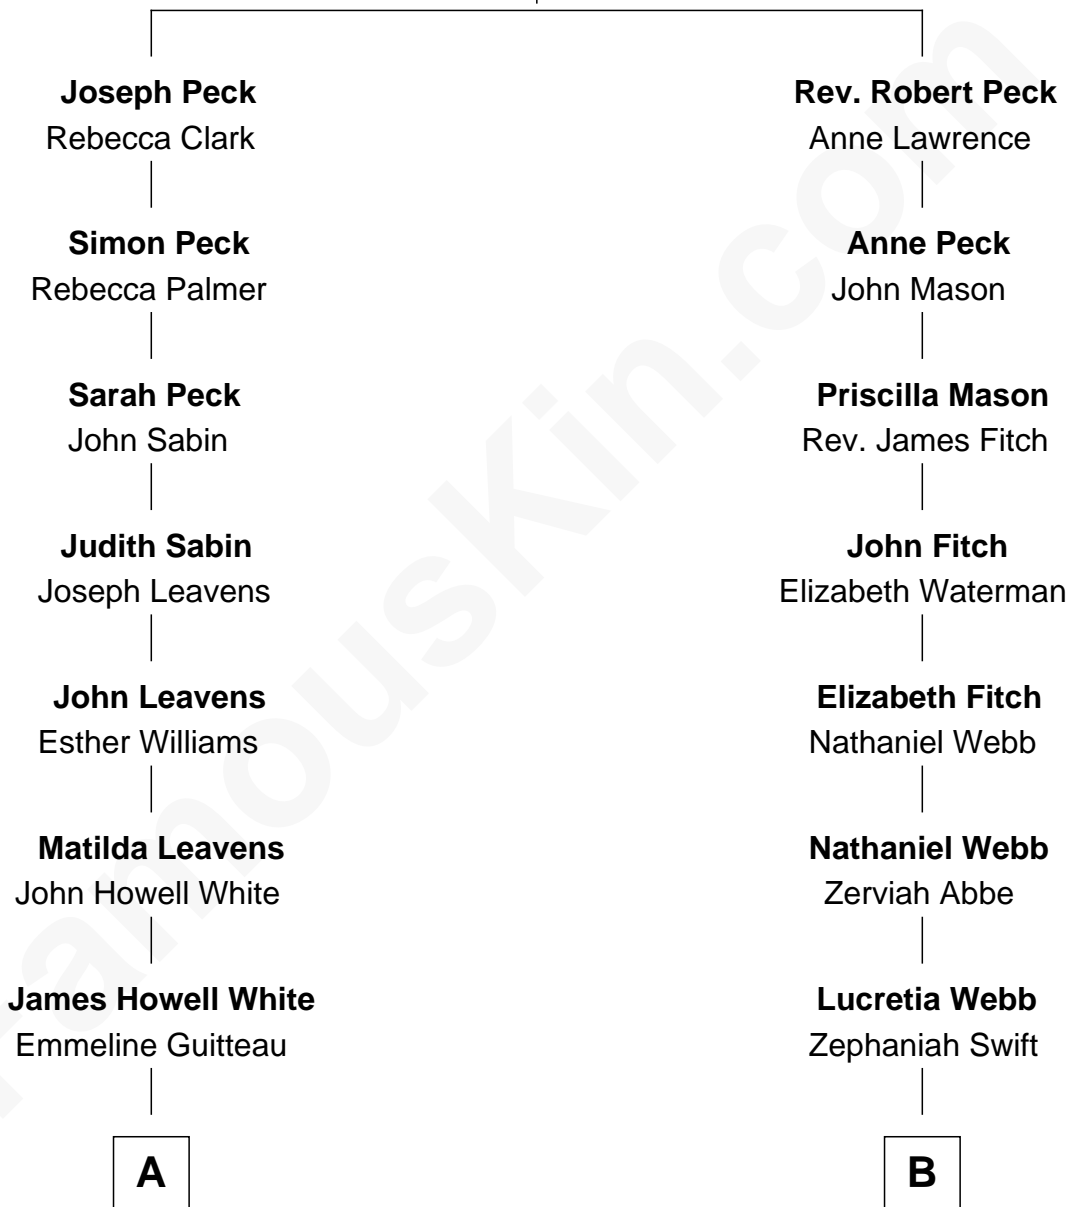 Joseph Peck
Rebecca Clark
Simon Peck
Rebecca Palmer
Sarah Peck
John Sabin
Judith Sabin
Joseph Leavens
John Leavens
Esther Williams
Matilda Leavens
John Howell White
James Howell White
Emmeline Guitteau
A
Rev. Robert Peck
Anne Lawrence
Anne Peck
John Mason
Priscilla Mason
Rev. James Fitch
John Fitch
Elizabeth Waterman
Elizabeth Fitch
Nathaniel Webb
Nathaniel Webb
Zerviah Abbe
Lucretia Webb
Zephaniah Swift
B
FamousKin.com